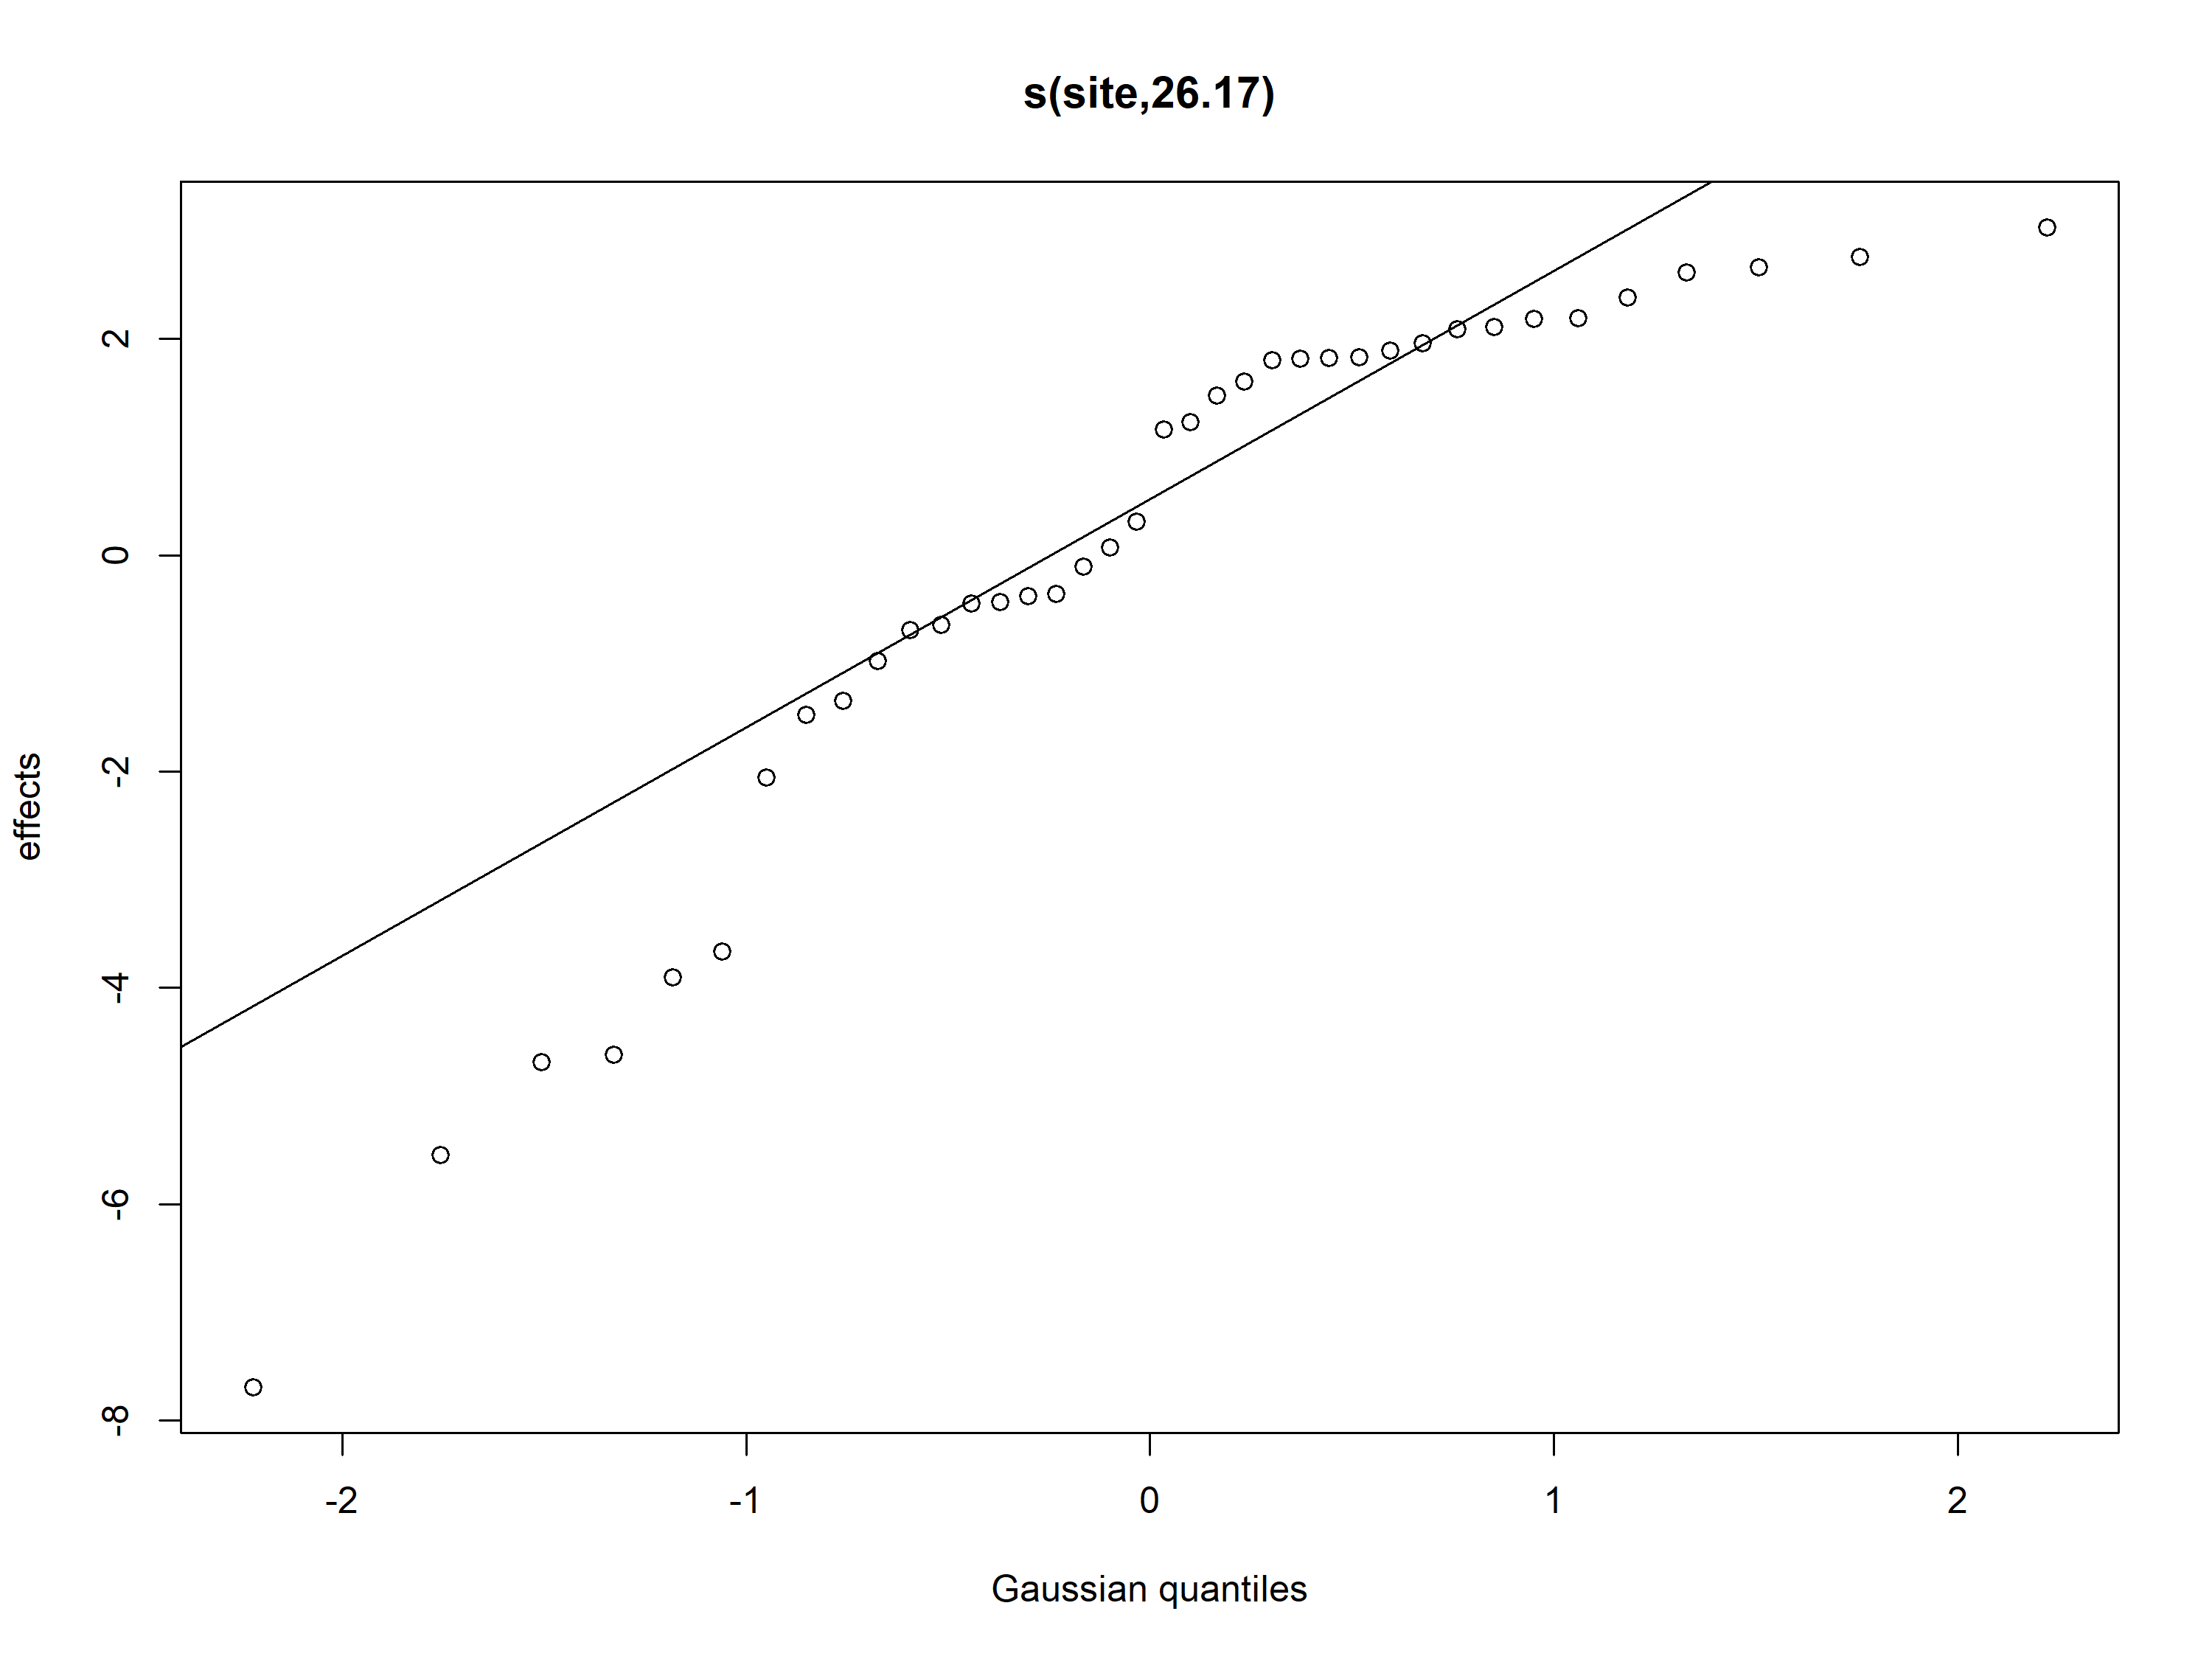 s(site,26.17)
effects
2
0
-2
-4
-6
-8
-2 -1 0 1 2
Gaussian quantiles